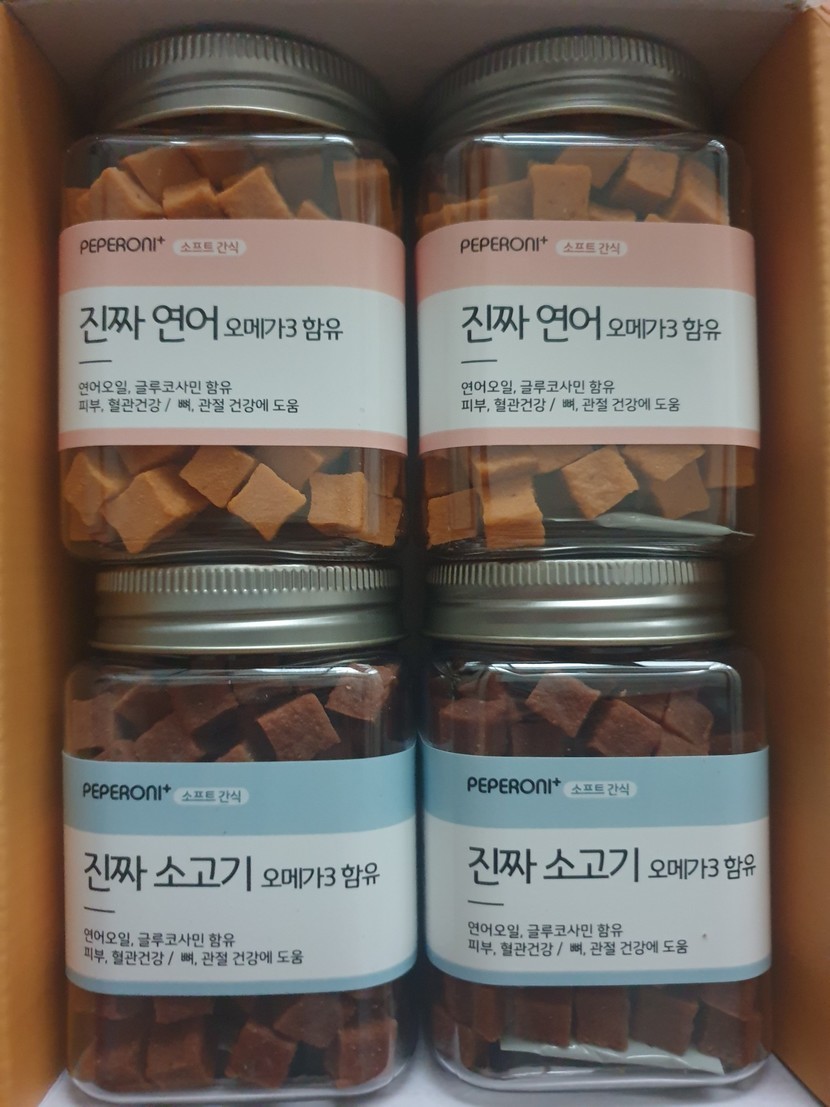 PEPERONI+ 소프트 간식
진짜 연어 오메가3 함유
연어오일, 글루코사민 함유
피부, 혈관건강 / 뼈, 관절 건강에 도움
PEPERONI+ 소프트 간식
진짜 연어 오메가3 함유
연어오일, 글루코사민 함유
피부, 혈관건강 / 뼈, 관절 건강에 도움
PEPERONI+ 소프트 간식
진짜 소고기 오메가3 함유
연어오일, 글루코사민 함유
피부, 혈관건강 / 뼈, 관절 건강에 도움
PEPERONI+ 소프트 간식
진짜 소고기 오메가3 함유
연어오일, 글루코사민 함유
피부, 혈관건강 / 뼈, 관절 건강에 도움